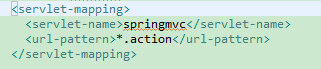 <servlet-mapping>
<servlet-name>springmvc</servlet-name>
<url-pattern>*.action</url-pattern>
</servlet-mapping>